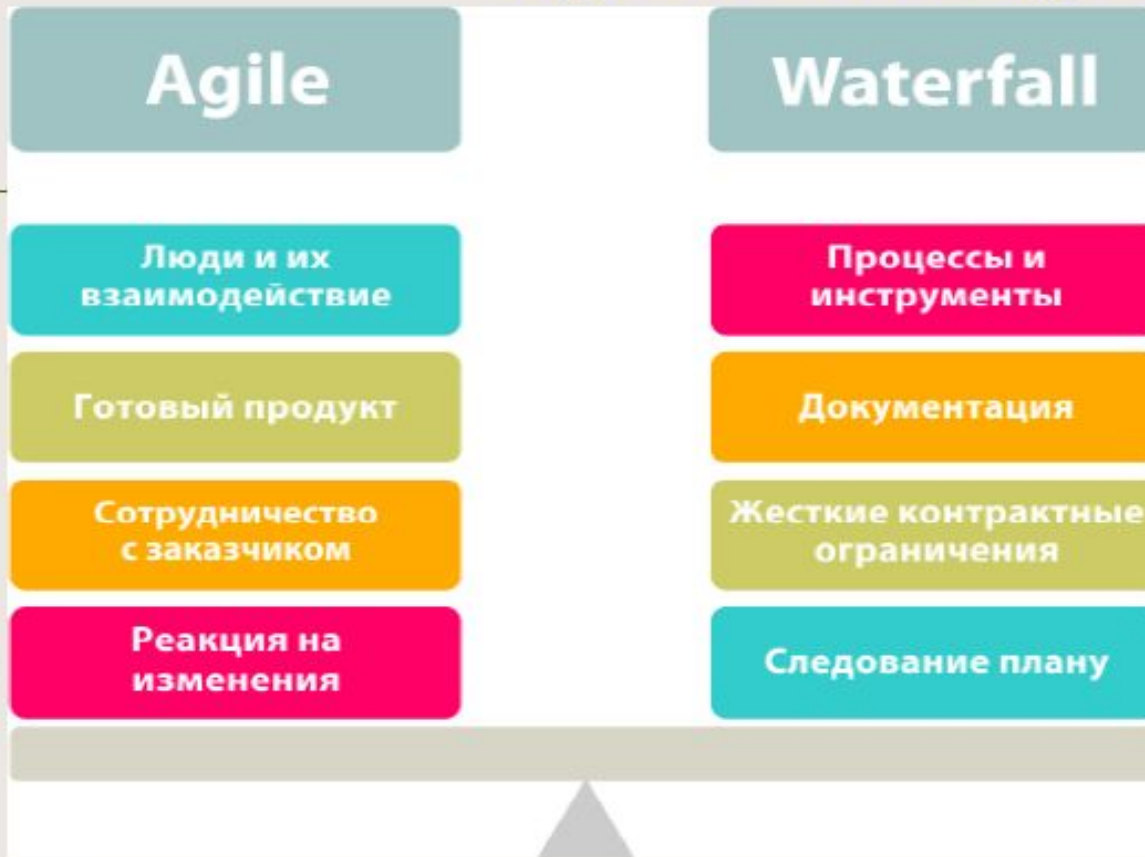 Agile
Waterfall
Люди и их
взаимодействие
Процессы и
инструменты
Готовый продукт
Документация
Сотрудничество
с заказчиком
Жесткие контрактные
ограничения
Реакция на
изменения
Следование плану